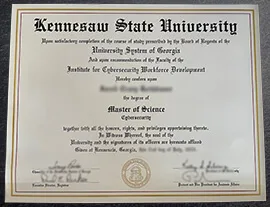 Kennesaw State University
Upon satisfactory completion of the course of study prescribed by the Board of Regents of the
University System of Georgia
And upon recommendation of the Faculty of the
Institute for Cybersecurity Workforce Development
Hereby confers upon
the degree of
Master of Science
Cybersecurity
together with all the honors, rights, and privileges appertaining thereto.
In Witness Whereof, the seal of the
University and the signatures of its officers are hereunto affixed
Given at Kennesaw, Georgia,